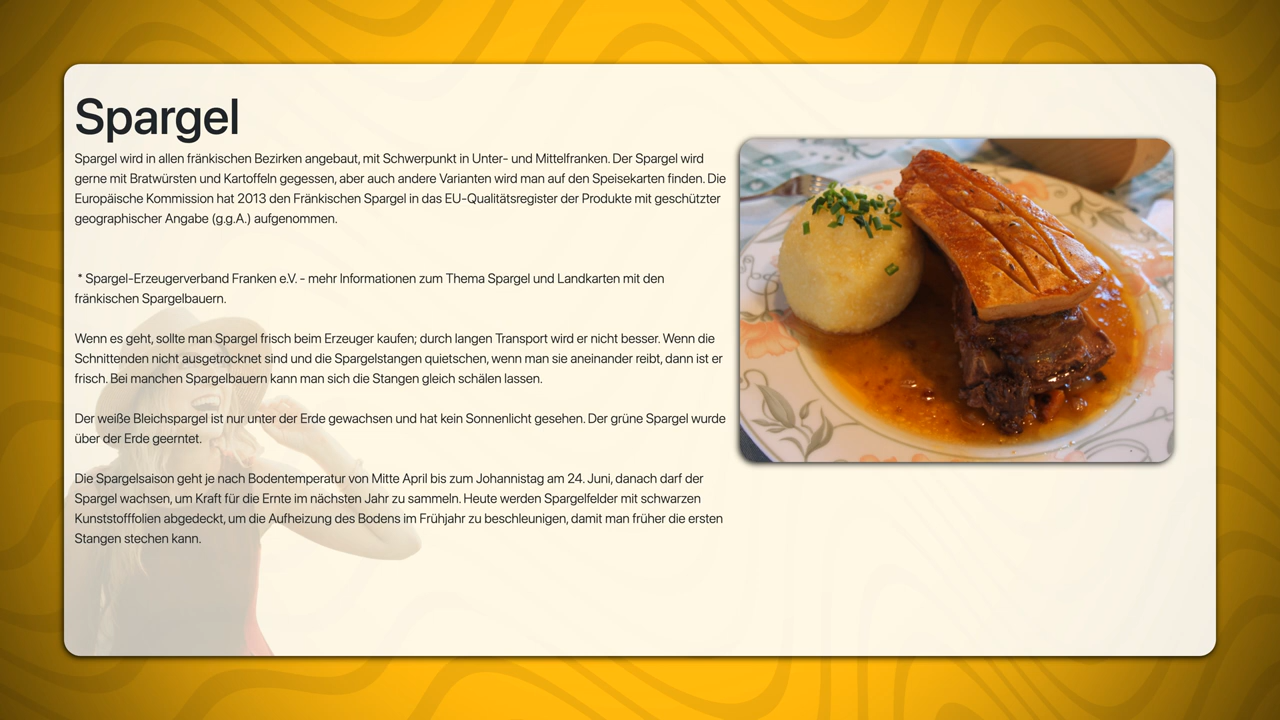 Spargel
Spargel wird in allen fränkischen Bezirken angebaut, mit Schwerpunkt in Unter- und Mittelfranken. Der Spargel wird
gerne mit Bratwürsten und Kartoffeln gegessen, aber auch andere Varianten wird man auf den Speisekarten finden. Die
Europäische Kommission hat 2013 den Fränkischen Spargel in das EU-Qualitätsregister der Produkte mit geschützter
geographischer Angabe (g.g.A.) aufgenommen.
* Spargel-Erzeugerverband Franken e.V. - mehr Informationen zum Thema Spargel und Landkarten mit den
fränkischen Spargelbauern.
Wenn es geht, sollte man Spargel frisch beim Erzeuger kaufen; durch langen Transport wird er nicht besser. Wenn die
Schnittenden nicht ausgetrocknet sind und die Spargelstangen quietschen, wenn man sie aneinander reibt, dann ist er
frisch. Bei manchen Spargelbauern kann man sich die Stangen gleich schälen lassen.
Der weiße Bleichspargel ist nur unter der Erde gewachsen und hat kein Sonnenlicht gesehen. Der grüne Spargel wurde
über der Erde geerntet.
Die Spargelsaison geht je nach Bodentemperatur von Mitte April bis zum Johannistag am 24. Juni, danach darf der
Spargel wachsen, um Kraft für die Ernte im nächsten Jahr zu sammeln. Heute werden Spargelfelder mit schwarzen
Kunststofffolien abgedeckt, um die Aufheizung des Bodens im Frühjahr zu beschleunigen, damit man früher die ersten
Stangen stechen kann.